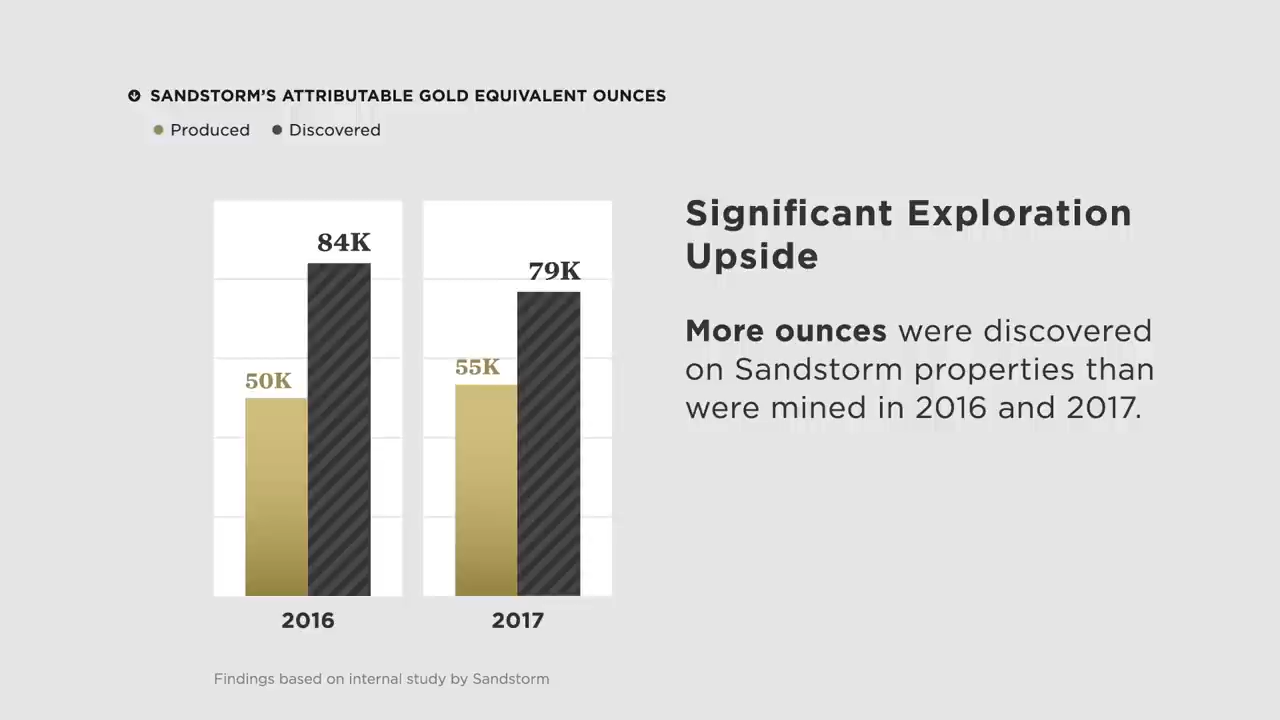 SANDSTORM’S ATTRIBUTABLE GOLD EQUIVALENT OUNCES
Produced Discovered
84K
79K
50K
55K
2016 2017
Findings based on internal study by Sandstorm
Significant Exploration
Upside
More ounces were discovered
on Sandstorm properties than
were mined in 2016 and 2017.